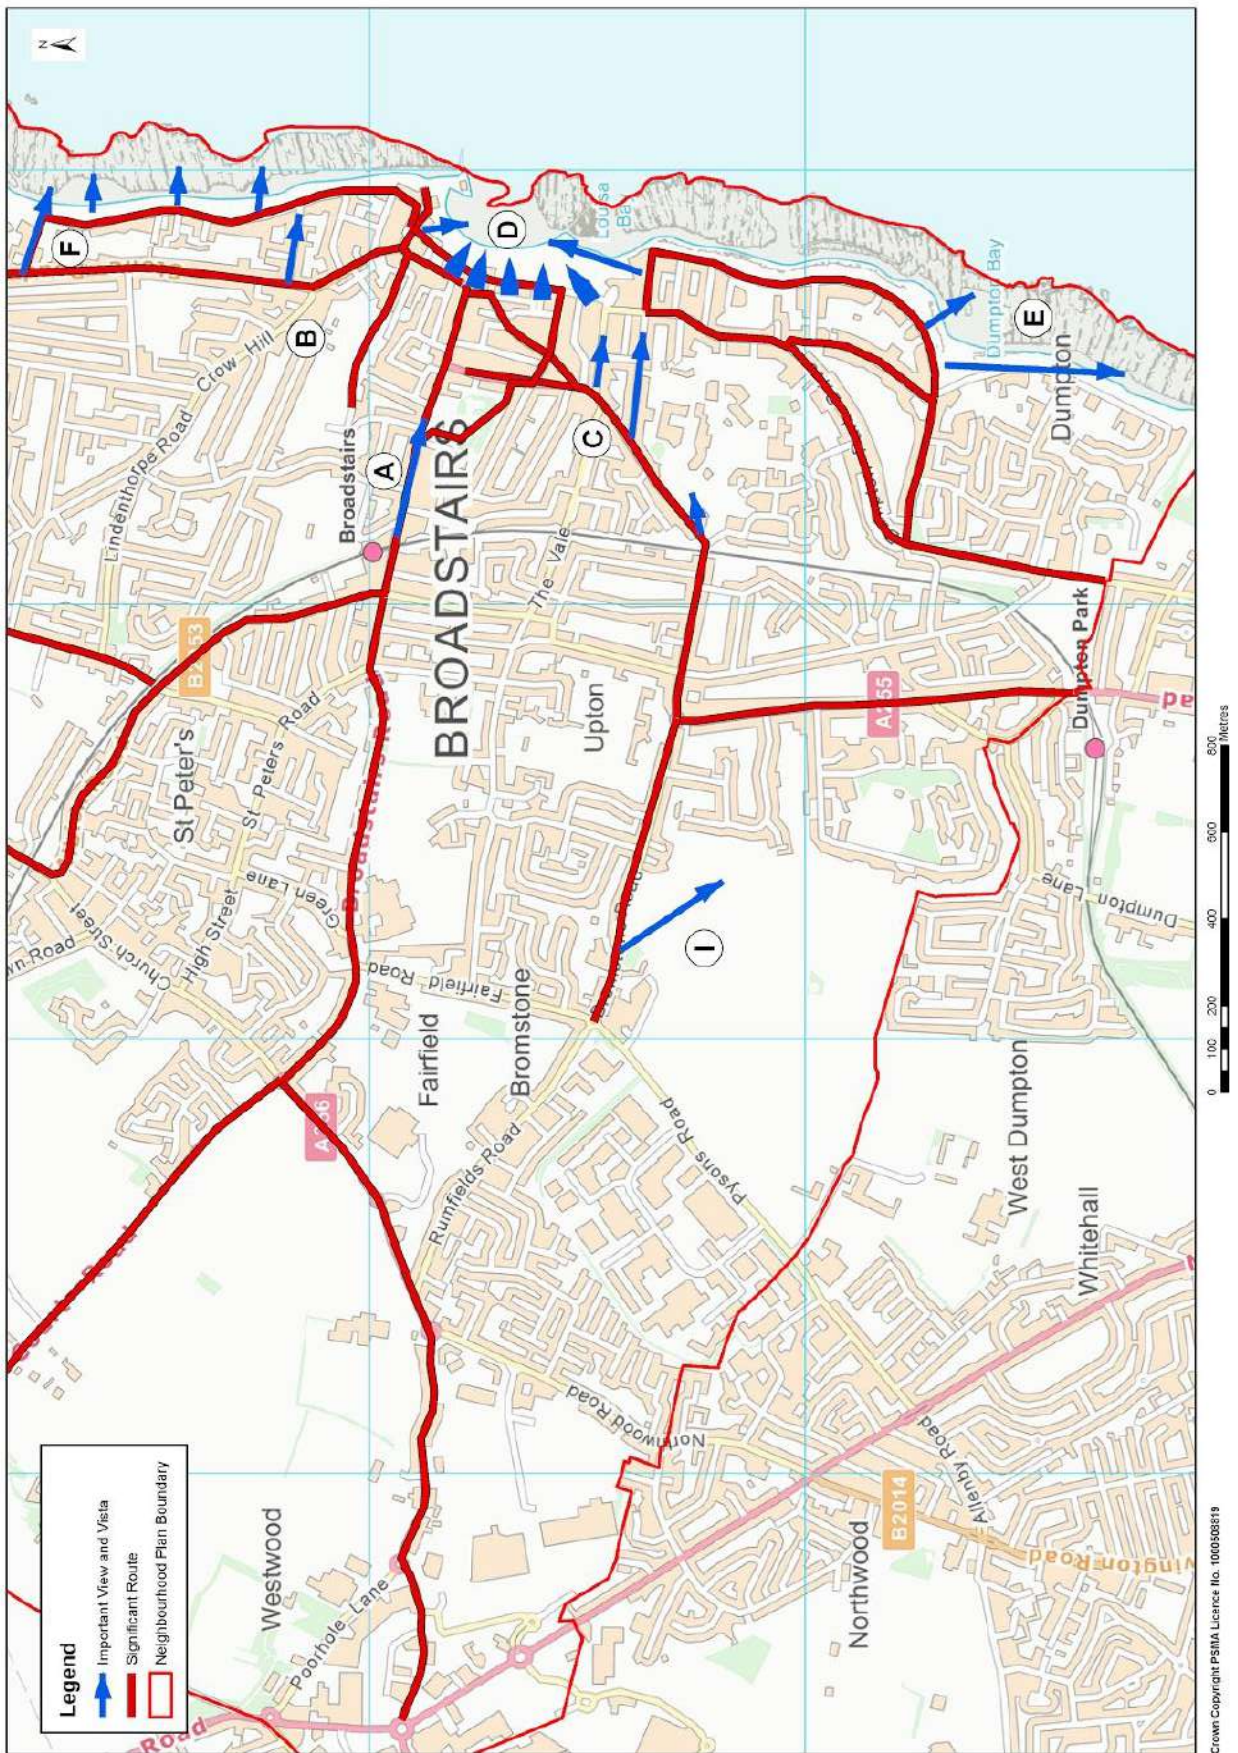 N
F
B
A
D
C
E
I
Crow Hill
Lindenthorpe Road
Broadstairs
BROADSTAIRS
Louisa
Bay
Dumpton Bay
Dumpton
The Vale
Upton
St Peter's
St Peters Road
High Street
Green Lane
Church Street
Fairfield Road
Fairfield
Bromstone
Rumfields Road
Pysons Road
A255
Dumpton Park
Dumpton Lane
West Dumpton
Whitehall
Northwood Road
Northwood
Allenby Road
B2014
Westwood
Poorhole Lane
Road
Legend
Important View and Vista
Significant Route
Neighbourhood Plan Boundary
0 100 200 400 600 800 Metres
Crown Copyright PSMA Licence No. 1000508819